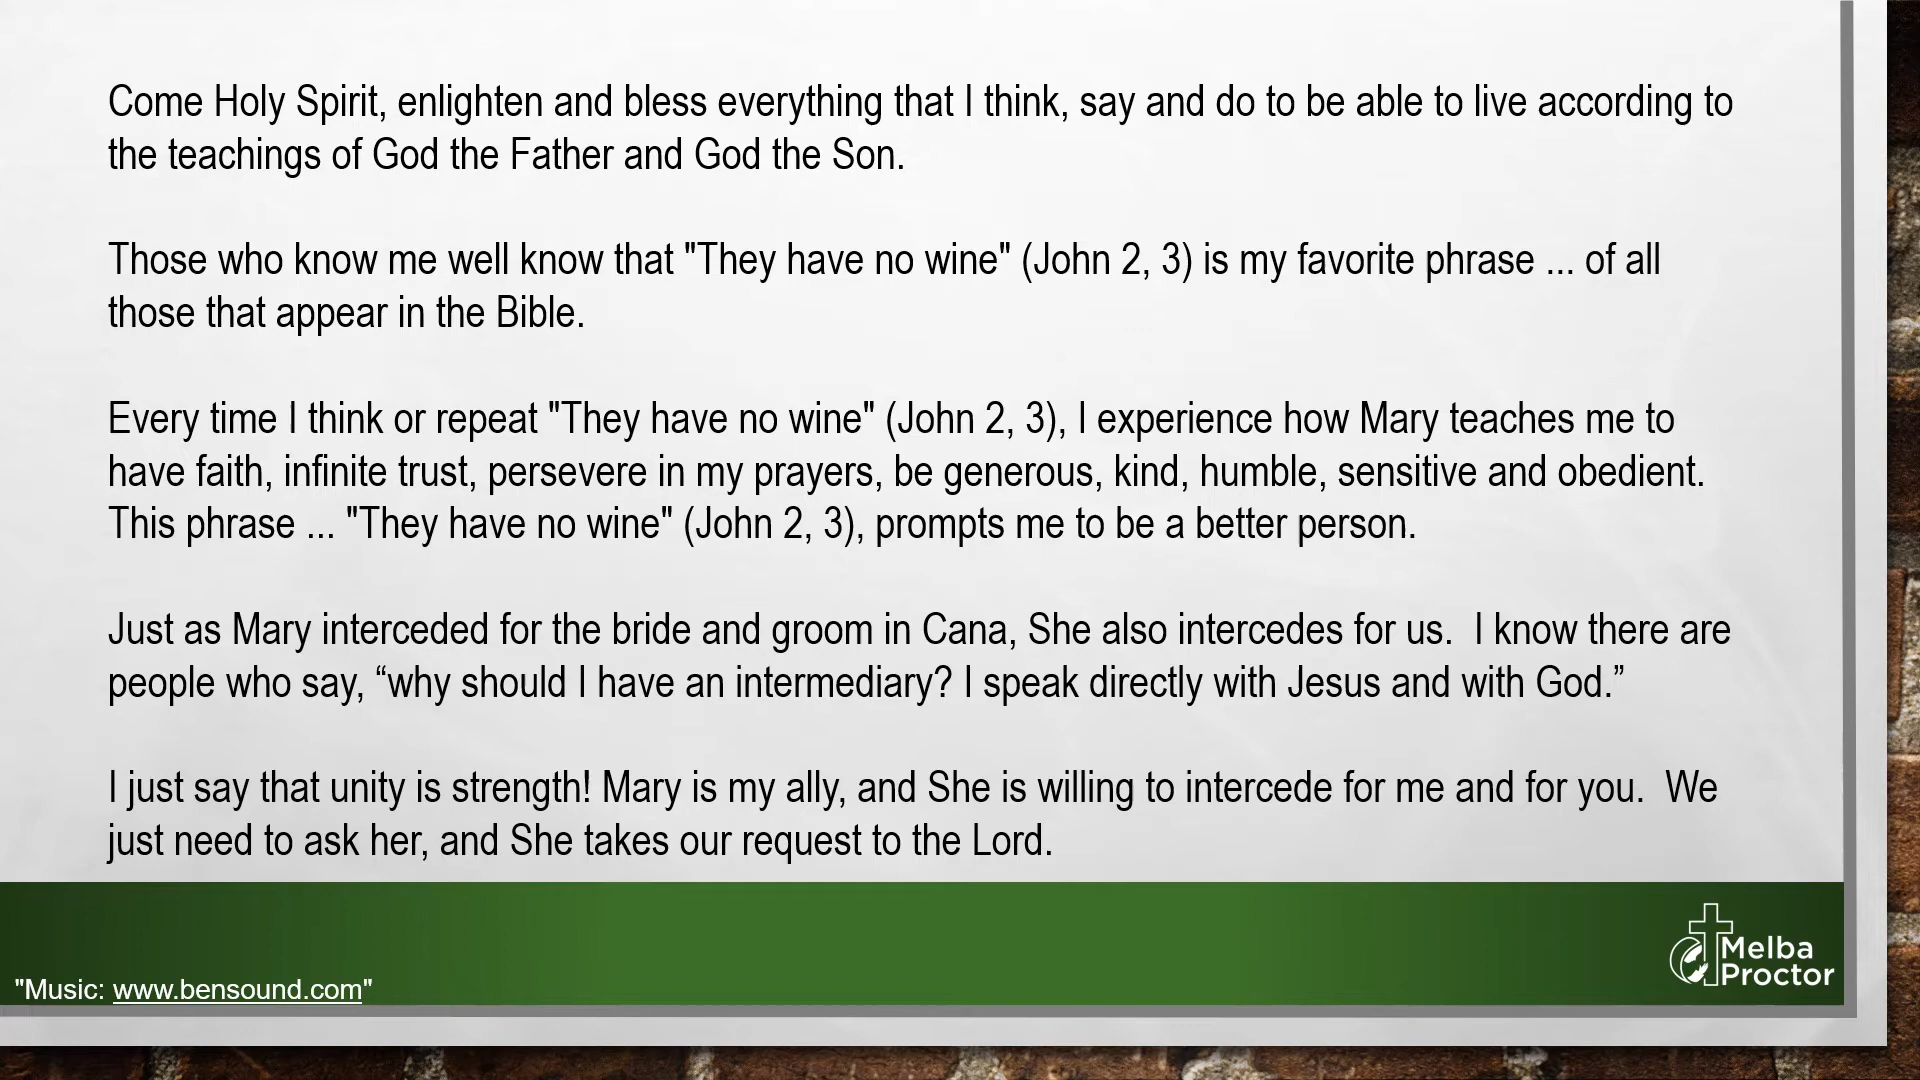 Come Holy Spirit, enlighten and bless everything that I think, say and do to be able to live according to
the teachings of God the Father and God the Son.
Those who know me well know that "They have no wine" (John 2, 3) is my favorite phrase ... of all
those that appear in the Bible.
Every time I think or repeat "They have no wine" (John 2, 3), I experience how Mary teaches me to
have faith, infinite trust, persevere in my prayers, be generous, kind, humble, sensitive and obedient.
This phrase ... "They have no wine" (John 2, 3), prompts me to be a better person.
Just as Mary interceded for the bride and groom in Cana, She also intercedes for us.  I know there are
people who say, “why should I have an intermediary? I speak directly with Jesus and with God.”
I just say that unity is strength! Mary is my ally, and She is willing to intercede for me and for you.  We
just need to ask her, and She takes our request to the Lord.
Melba
Proctor
"Music: www.bensound.com"